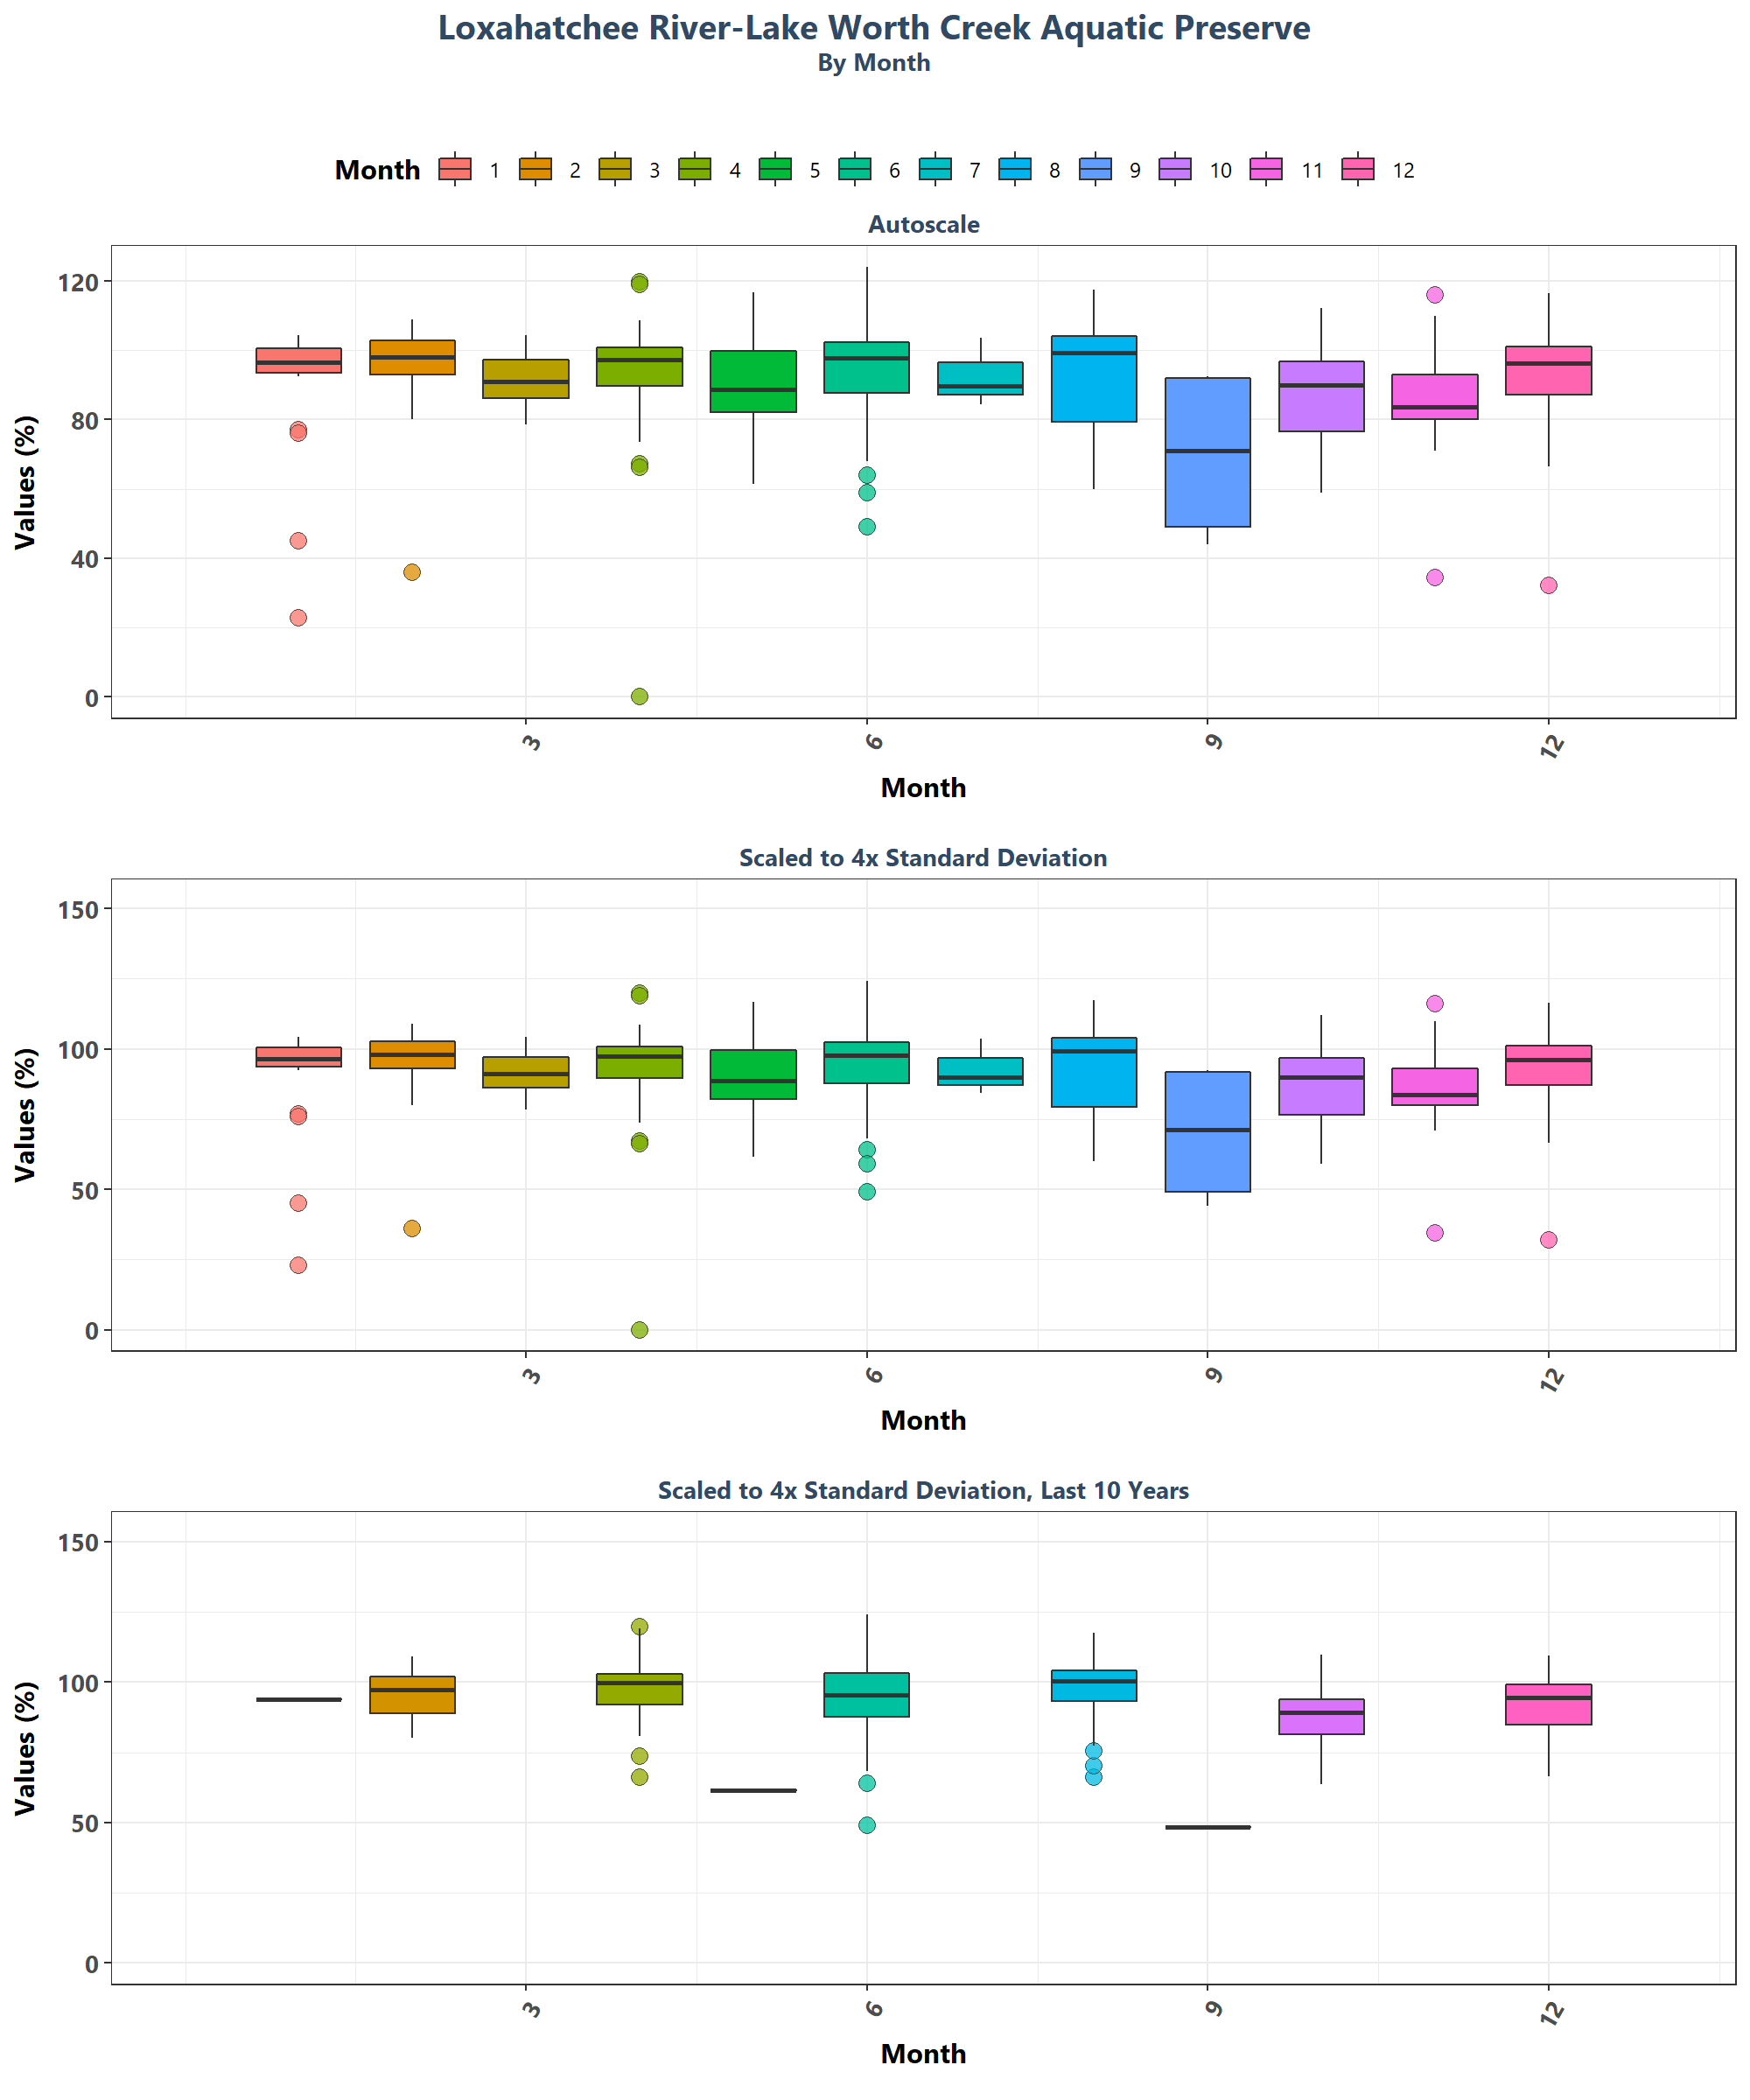 Loxahatchee River-Lake Worth Creek Aquatic Preserve
By Month
Month 1 2 3 4 5 6 7 8 9 10 11 12
Autoscale
Values (%)
120
80
40
0
3 6 9 12
Month
Scaled to 4x Standard Deviation
Values (%)
150
100
50
0
3 6 9 12
Month
Scaled to 4x Standard Deviation, Last 10 Years
Values (%)
150
100
50
0
3 6 9 12
Month